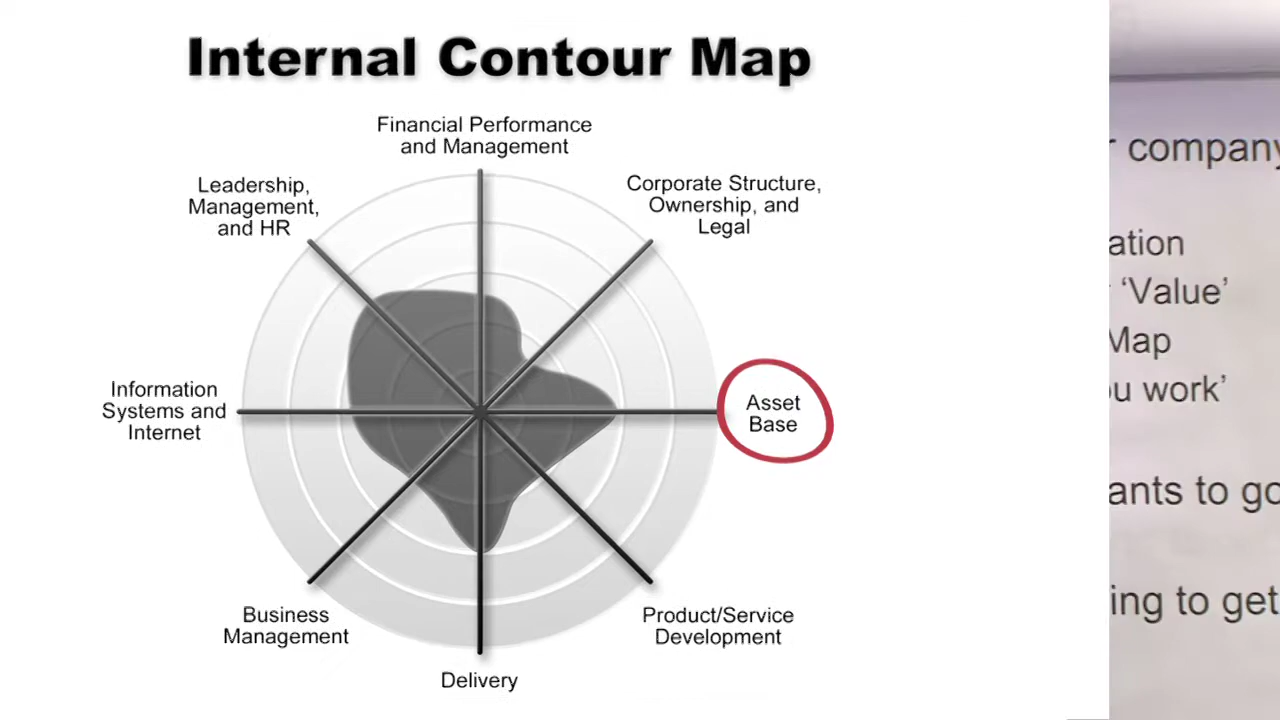 Internal Contour Map
Financial Performance
and Management
Leadership,
Management,
and HR
Corporate Structure,
Ownership, and
Legal
Information
Systems and
Internet
Asset
Base
Business
Management
Product/Service
Development
Delivery
company
ation
‘Value’
Map
ou work’
ants to go
ing to get